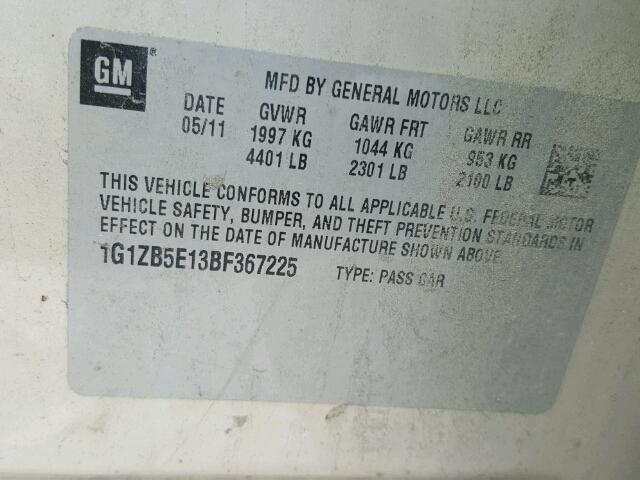 GM®
MFD BY GENERAL MOTORS LLC
DATE GVWR GAWR FRT GAWR RR
05/11 1997 KG 1044 KG 953 KG
4401 LB 2301 LB 2100 LB
THIS VEHICLE CONFORMS TO ALL APPLICABLE U.S. FEDERAL MOTOR
VEHICLE SAFETY, BUMPER, AND THEFT PREVENTION STANDARDS IN
EFFECT ON THE DATE OF MANUFACTURE SHOWN ABOVE.
1G1ZB5E13BF367225 TYPE: PASS CAR